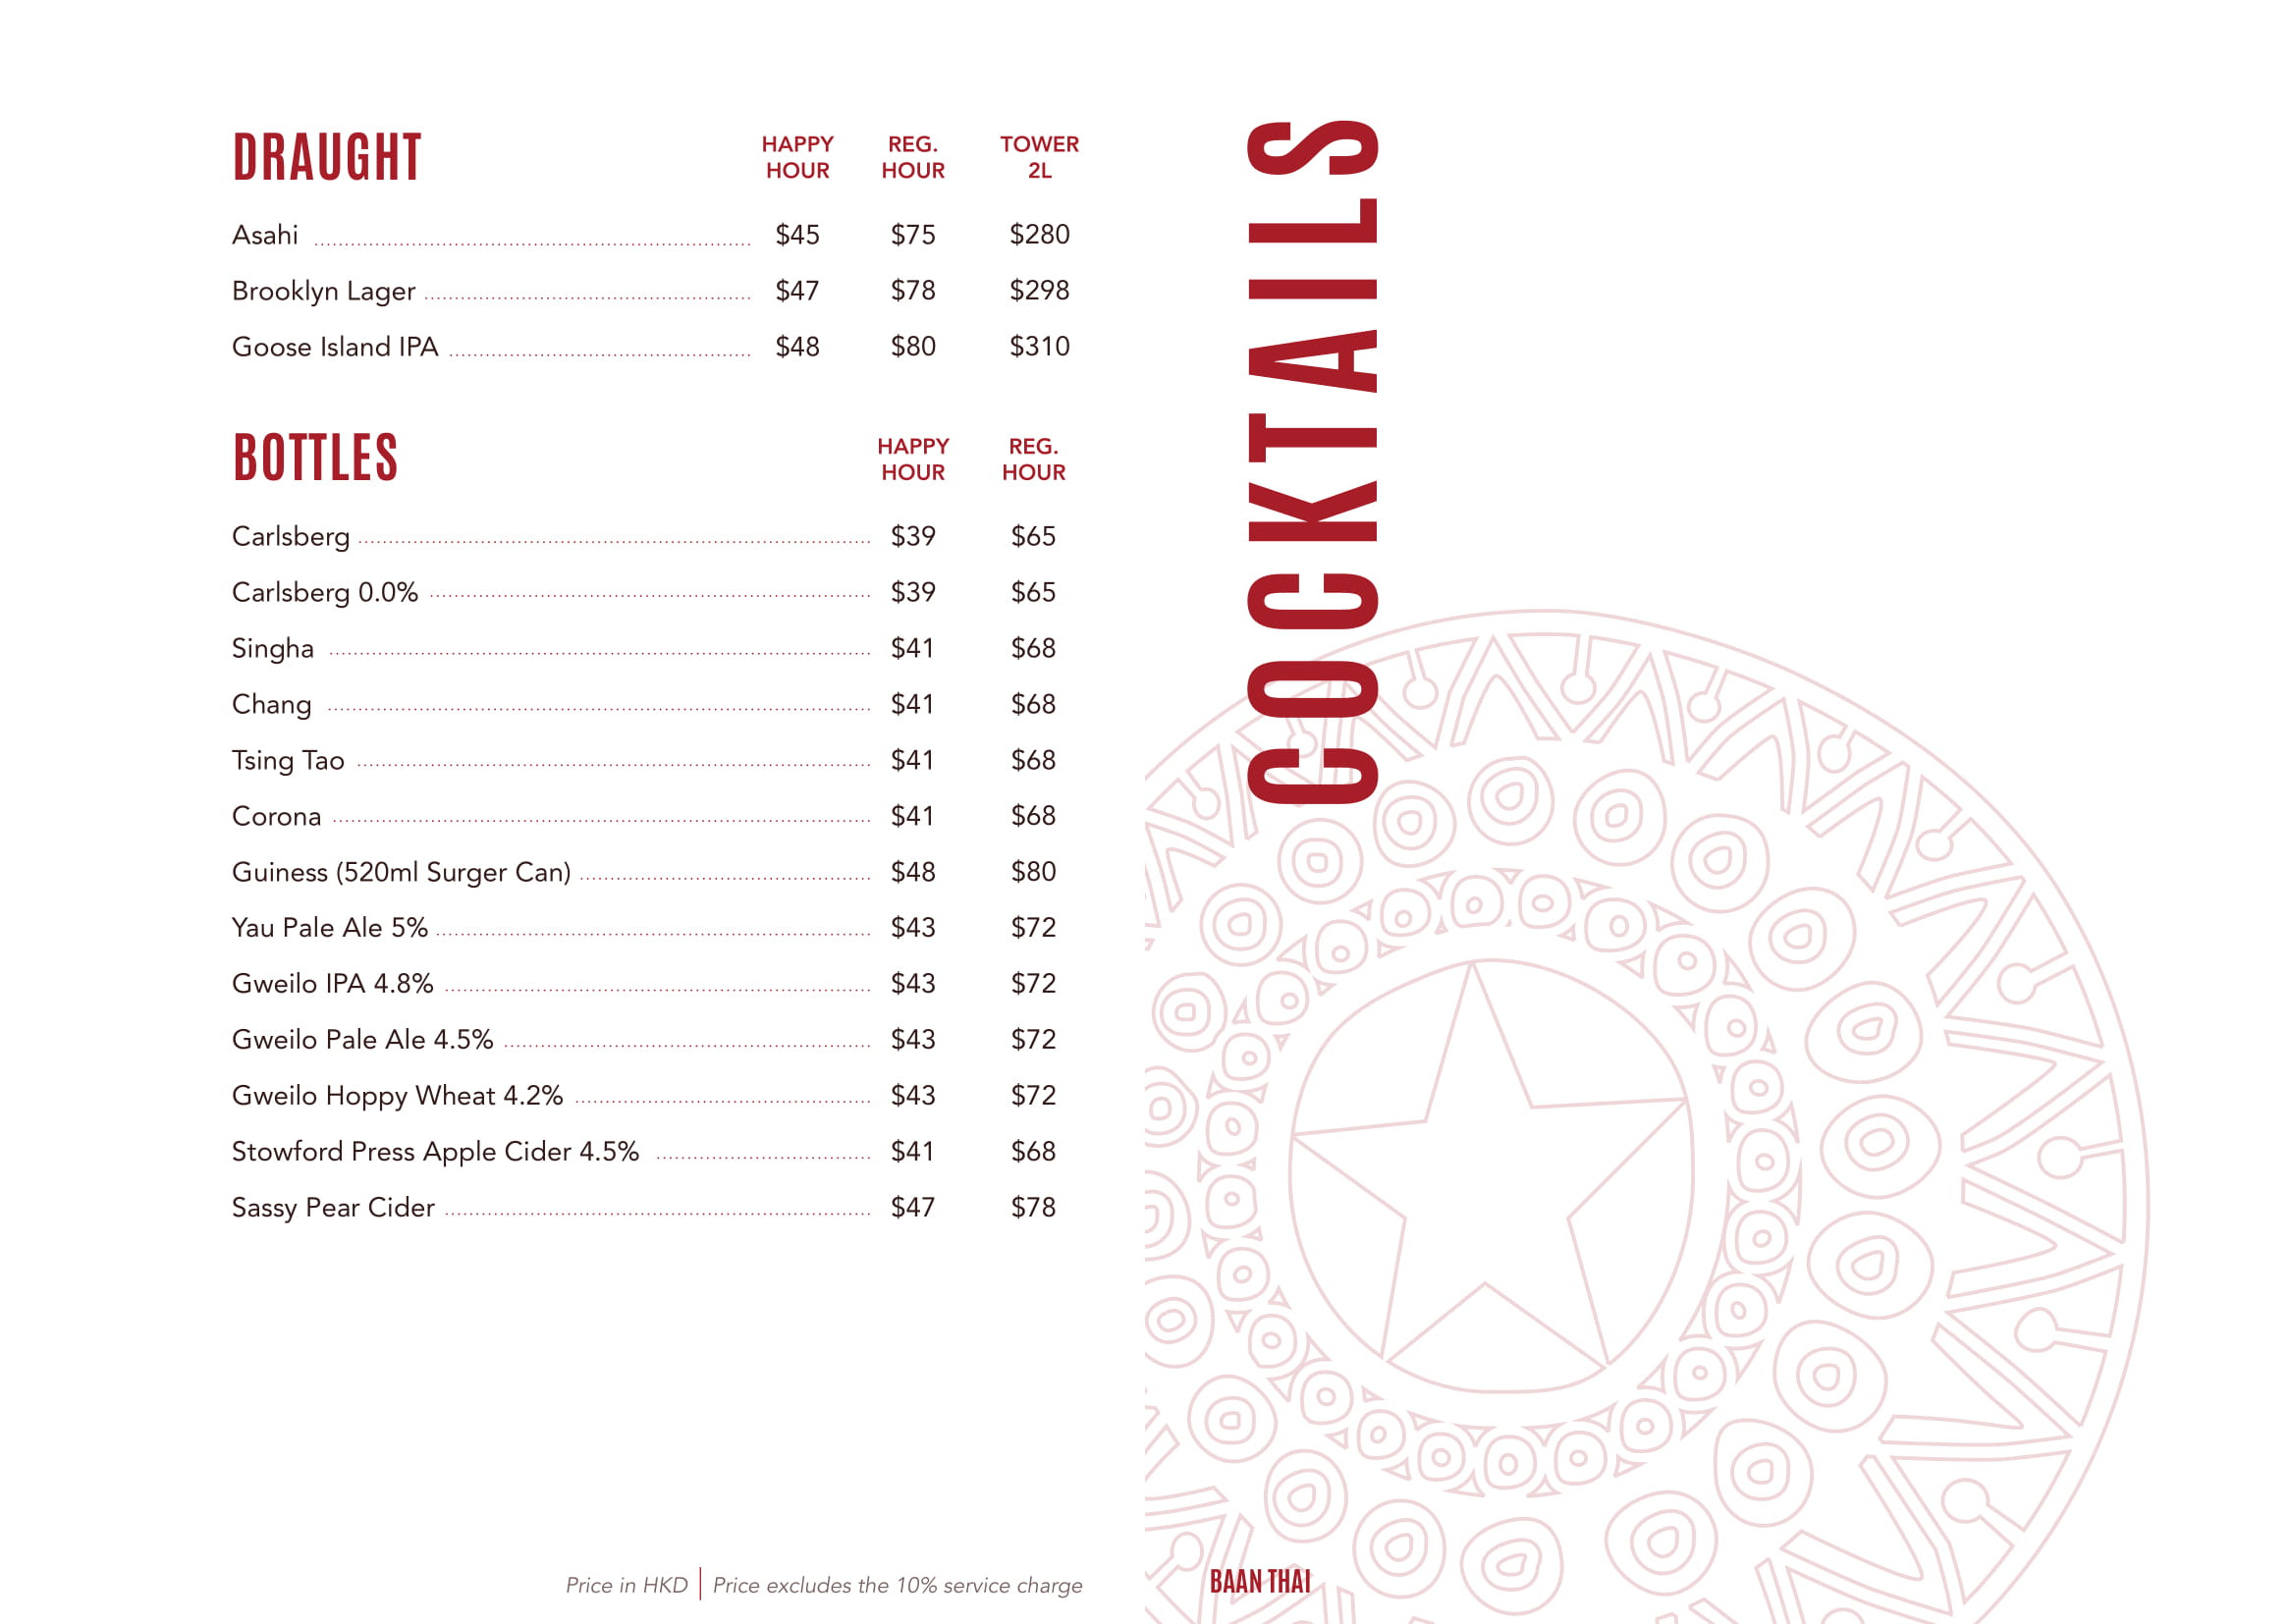 DRAUGHT HAPPY HOUR REG. HOUR TOWER 2L
Asahi $45 $75 $280
Brooklyn Lager $47 $78 $298
Goose Island IPA $48 $80 $310
BOTTLES HAPPY HOUR REG. HOUR
Carlsberg $39 $65
Carlsberg 0.0% $39 $65
Singha $41 $68
Chang $41 $68
Tsing Tao $41 $68
Corona $41 $68
Guiness (520ml Surger Can) $48 $80
Yau Pale Ale 5% $43 $72
Gweilo IPA 4.8% $43 $72
Gweilo Pale Ale 4.5% $43 $72
Gweilo Hoppy Wheat 4.2% $43 $72
Stowford Press Apple Cider 4.5% $41 $68
Sassy Pear Cider $47 $78
Price in HKD | Price excludes the 10% service charge
COCKTAILS
BAAN THAI